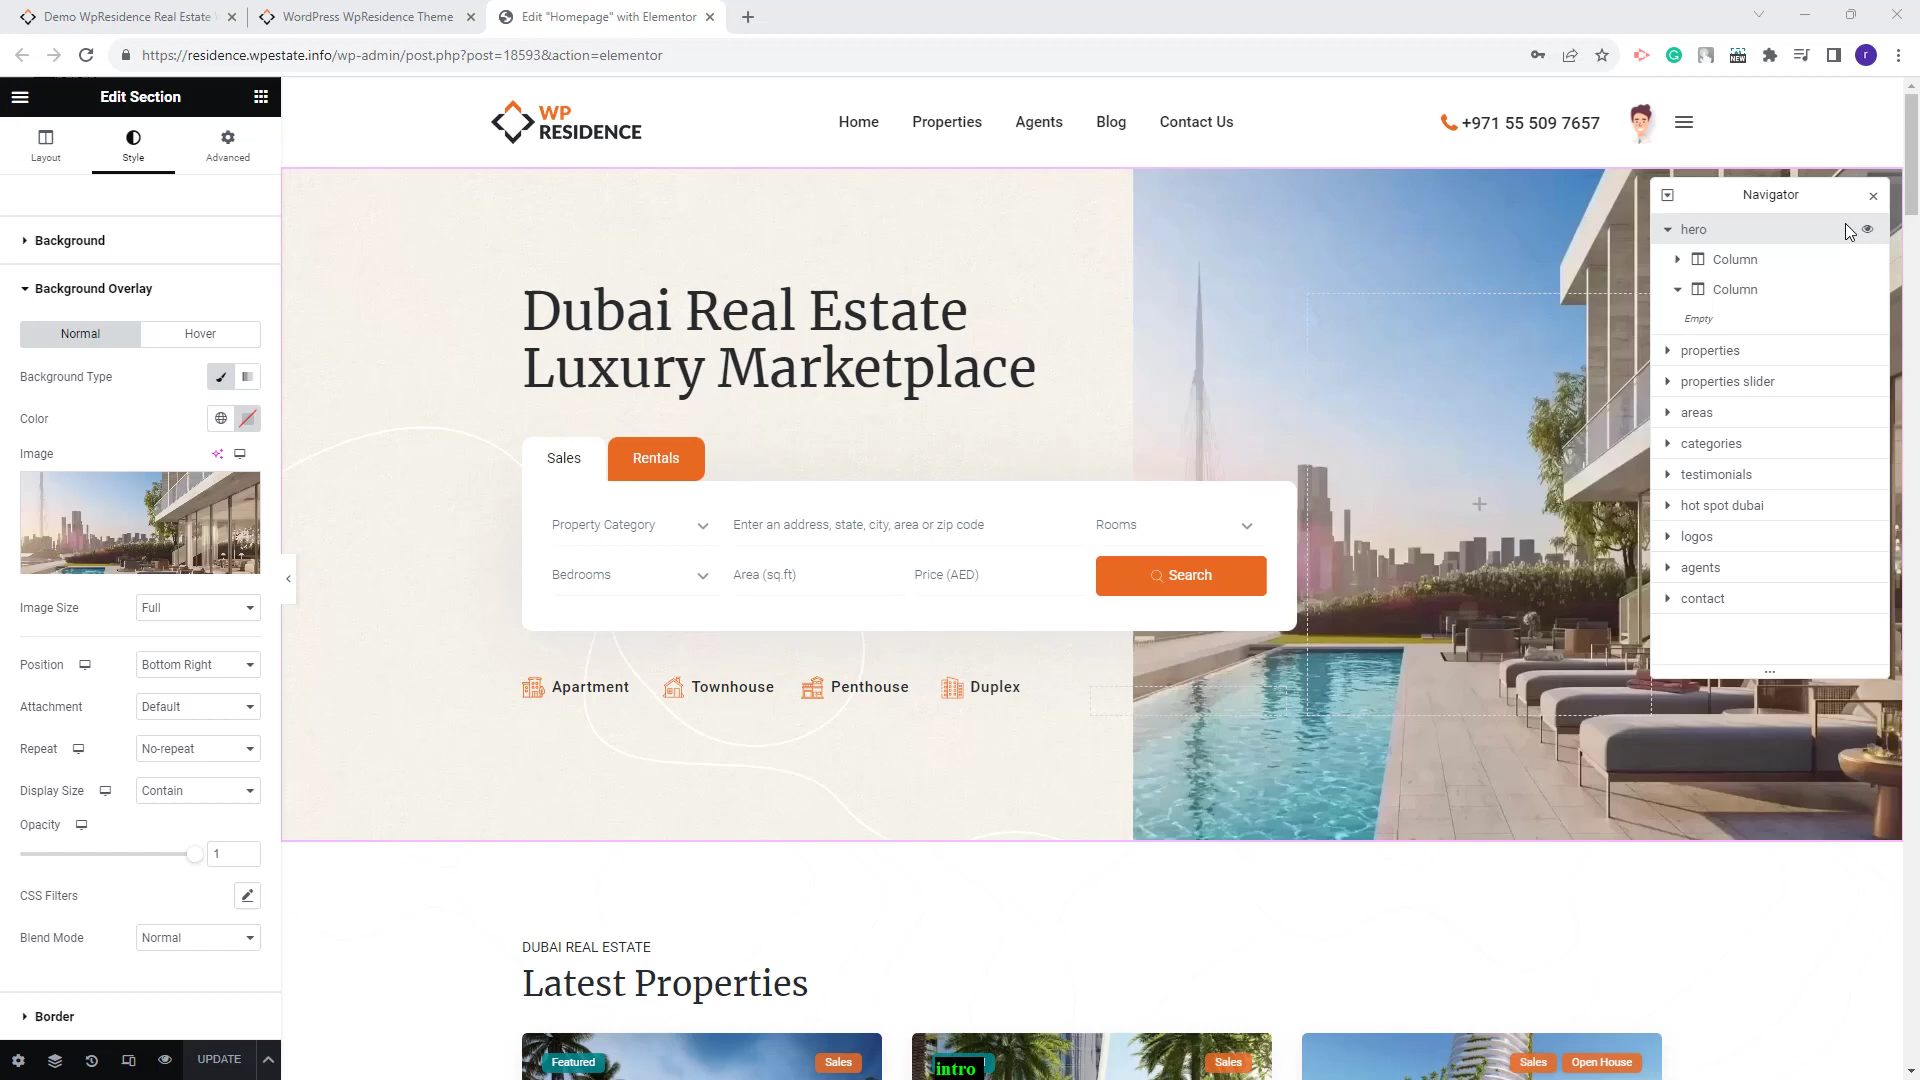 Demo WpResidence Real Estate
WordPress WpResidence Theme
Edit "Homepage" with Elementor
https://residence.wpestate.info/wp-admin/post.php?post=18593&action=elementor
r
Edit Section
Layout
Style
Advanced
Background
Background Overlay
Normal
Hover
Background Type
Color
Image
Image Size
Full
Position
Bottom Right
Attachment
Default
Repeat
No-repeat
Display Size
Contain
Opacity
1
CSS Filters
Blend Mode
Normal
Border
UPDATE
WP
RESIDENCE
Home
Properties
Agents
Blog
Contact Us
+971 55 509 7657
Dubai Real Estate
Luxury Marketplace
Sales
Rentals
Property Category
Enter an address, state, city, area or zip code
Rooms
Bedrooms
Area (sq.ft)
Price (AED)
Search
Apartment
Townhouse
Penthouse
Duplex
DUBAI REAL ESTATE
Latest Properties
Featured
Sales
intro
Sales
Sales
Open House
Navigator
hero
Column
Column
Empty
properties
properties slider
areas
categories
testimonials
hot spot dubai
logos
agents
contact